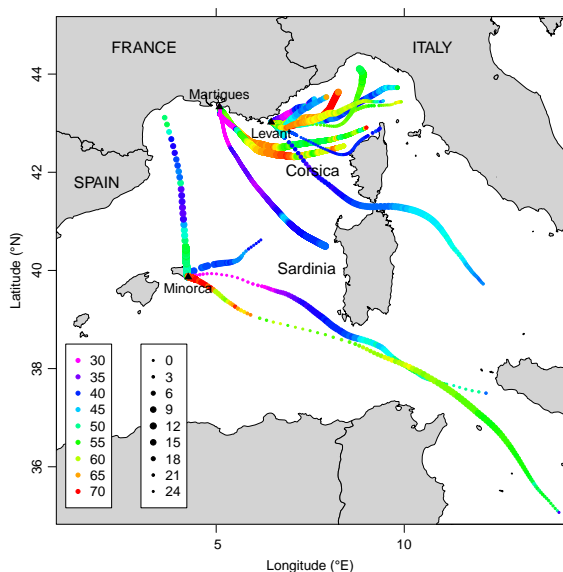 FRANCE
ITALY
Martigues
Levant
Corsica
SPAIN
Sardinia
Minorca
44
42
40
38
36
Latitude (°N)
30
35
40
45
50
55
60
65
70
0
3
6
9
12
15
18
21
24
5
10
Longitude (°E)